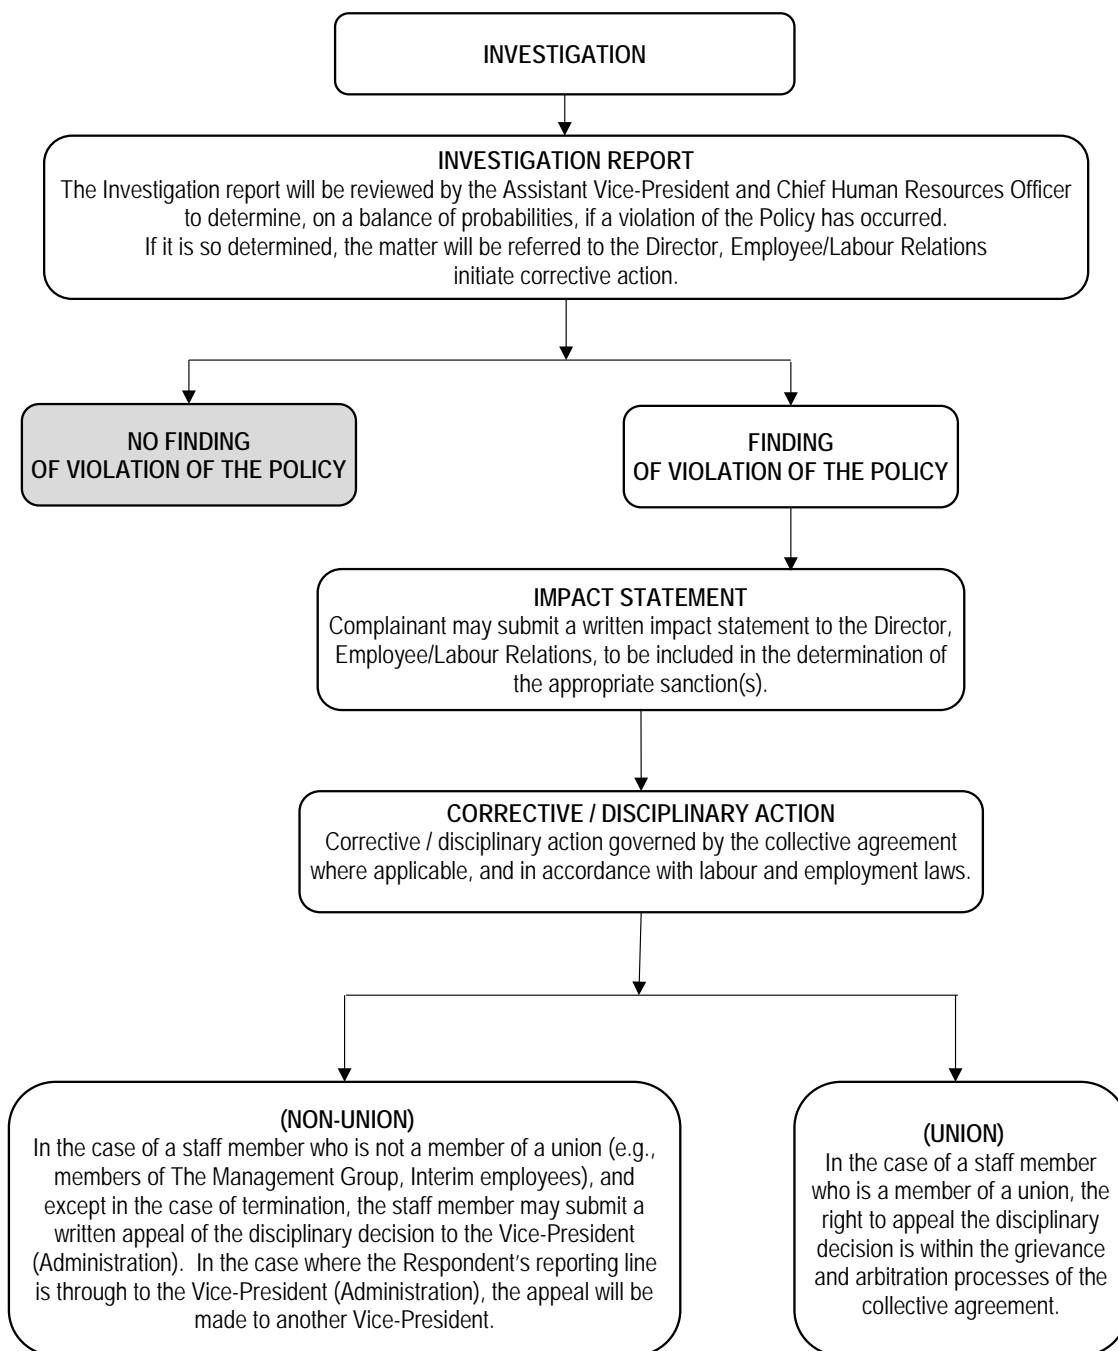 INVESTIGATION
INVESTIGATION REPORT
The Investigation report will be reviewed by the Assistant Vice-President and Chief Human Resources Officer
to determine, on a balance of probabilities, if a violation of the Policy has occurred.
If it is so determined, the matter will be referred to the Director, Employee/Labour Relations
initiate corrective action.
NO FINDING
OF VIOLATION OF THE POLICY
FINDING
OF VIOLATION OF THE POLICY
IMPACT STATEMENT
Complainant may submit a written impact statement to the Director,
Employee/Labour Relations, to be included in the determination of
the appropriate sanction(s).
CORRECTIVE / DISCIPLINARY ACTION
Corrective / disciplinary action governed by the collective agreement
where applicable, and in accordance with labour and employment laws.
(NON-UNION)
In the case of a staff member who is not a member of a union (e.g.,
members of The Management Group, Interim employees), and
except in the case of termination, the staff member may submit a
written appeal of the disciplinary decision to the Vice-President
(Administration).  In the case where the Respondent's reporting line
is through to the Vice-President (Administration), the appeal will be
made to another Vice-President.
(UNION)
In the case of a staff member
who is a member of a union, the
right to appeal the disciplinary
decision is within the grievance
and arbitration processes of the
collective agreement.